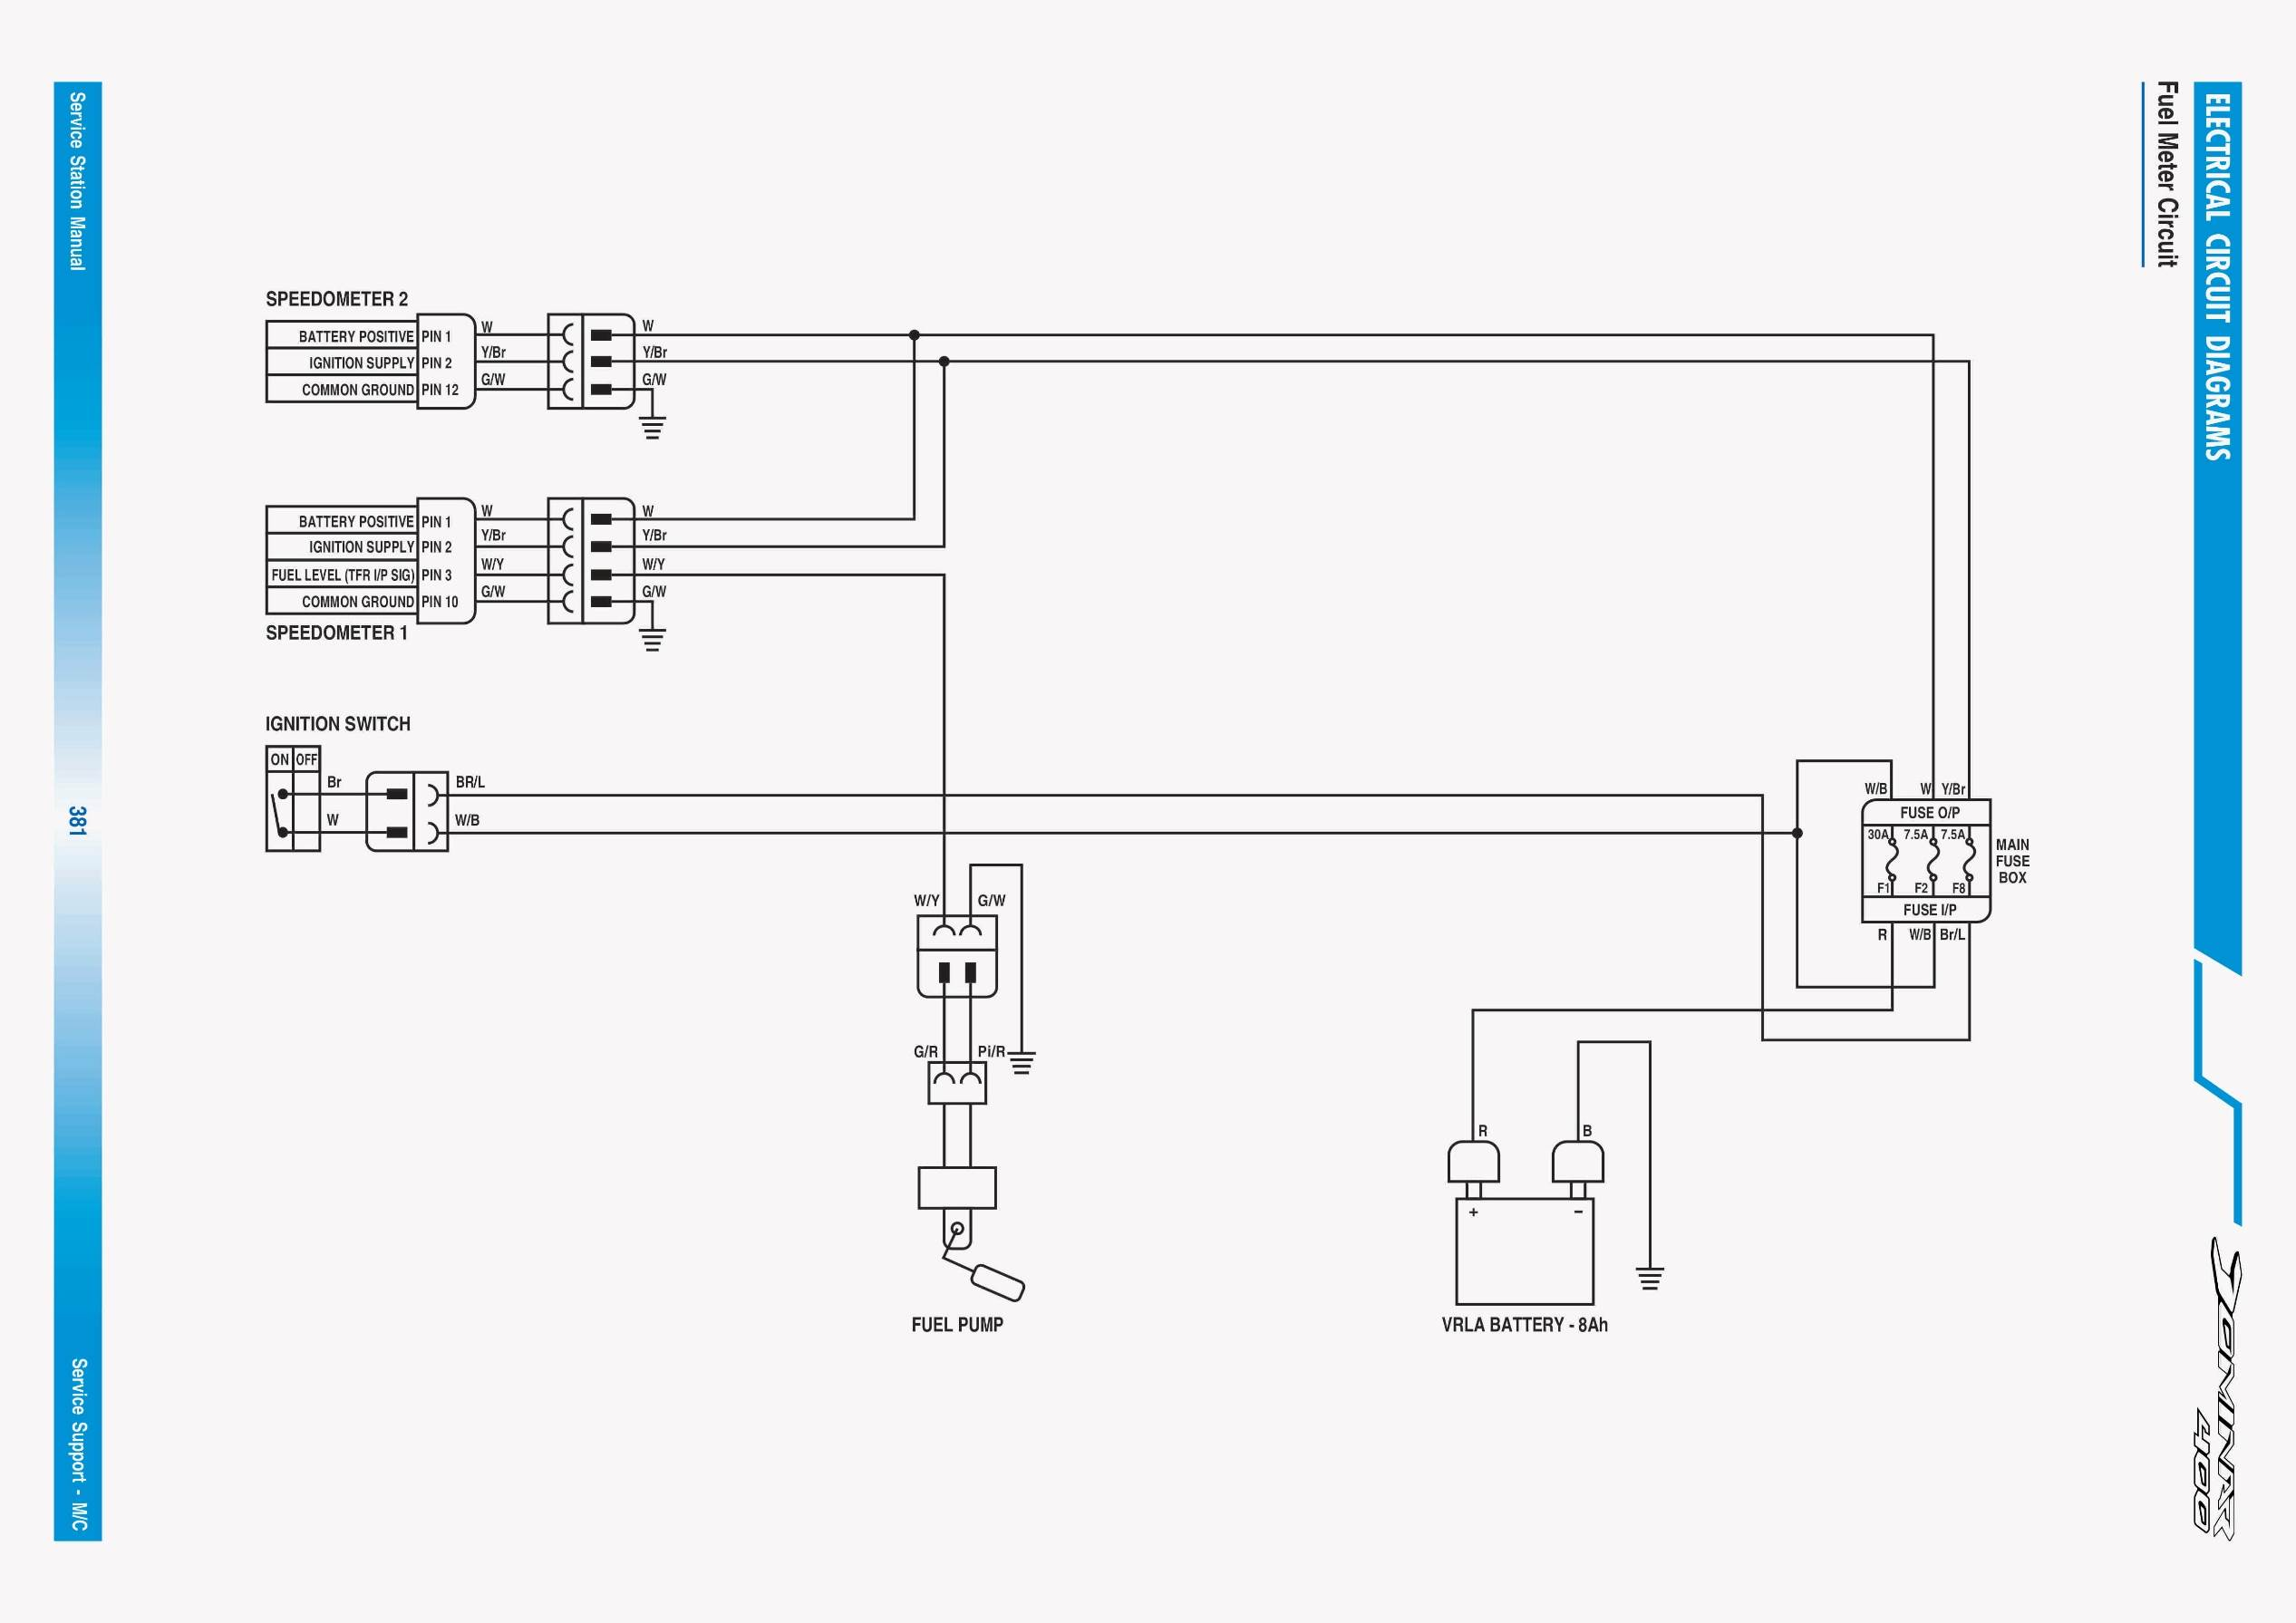 ELECTRICAL CIRCUIT DIAGRAMS
Fuel Meter Circuit
SPEEDOMETER 2
BATTERY POSITIVE PIN 1 W W
IGNITION SUPPLY PIN 2 Y/Br Y/Br
COMMON GROUND PIN 12 G/W G/W
BATTERY POSITIVE PIN 1 W W
IGNITION SUPPLY PIN 2 Y/Br Y/Br
FUEL LEVEL (TFR I/P SIG) PIN 3 W/Y W/Y
COMMON GROUND PIN 10 G/W G/W
SPEEDOMETER 1
IGNITION SWITCH
ON OFF
Br BR/L
W W/B
W/B W Y/Br
FUSE O/P
30A 7.5A 7.5A
F1 F2 F8
FUSE I/P
R W/B Br/L
MAIN
FUSE
BOX
W/Y G/W
G/R Pi/R
FUEL PUMP
R B
+ −
VRLA BATTERY - 8Ah
DOMINAR
400
Service Station Manual
381
Service Support - M/C